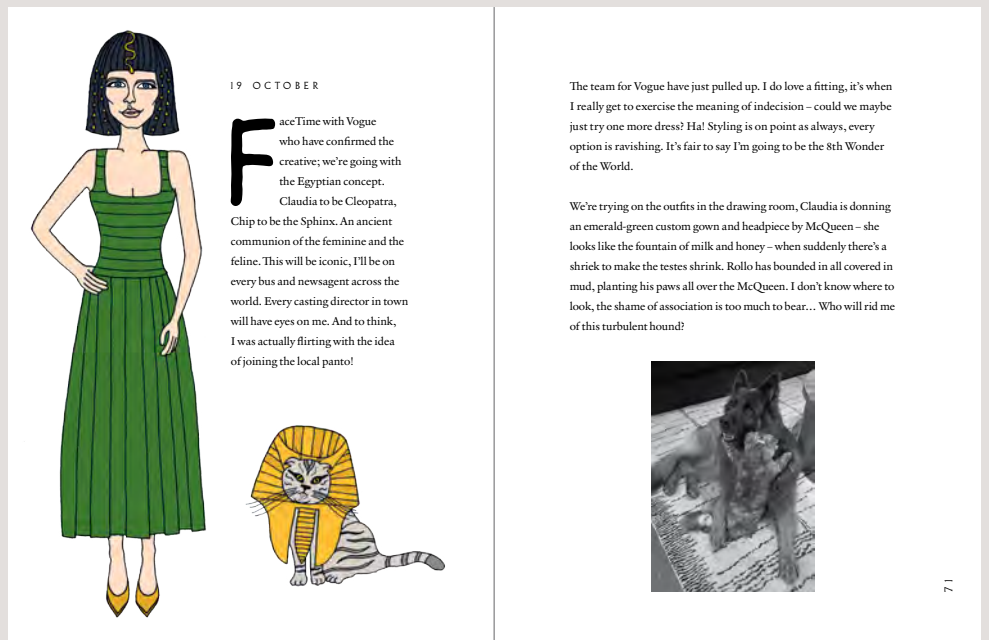 19 OCTOBER
FaceTime with Vogue
who have confirmed the
creative; we're going with
the Egyptian concept.
Claudia to be Cleopatra,
Chip to be the Sphinx. An ancient
communion of the feminine and the
feline. This will be iconic, I'll be on
every bus and newsagent across the
world. Every casting director in town
will have eyes on me. And to think,
I was actually flirting with the idea
of joining the local panto!
The team for Vogue have just pulled up. I do love a fitting, it's when
I really get to exercise the meaning of indecision – could we maybe
just try one more dress? Ha! Styling is on point as always, every
option is ravishing. It's fair to say I'm going to be the 8th Wonder
of the World.
We're trying on the outfits in the drawing room, Claudia is donning
an emerald-green custom gown and headpiece by McQueen – she
looks like the fountain of milk and honey – when suddenly there's a
shriek to make the testes shrink. Rollo has bounded in all covered in
mud, planting his paws all over the McQueen. I don't know where to
look, the shame of association is too much to bear… Who will rid me
of this turbulent hound?
71